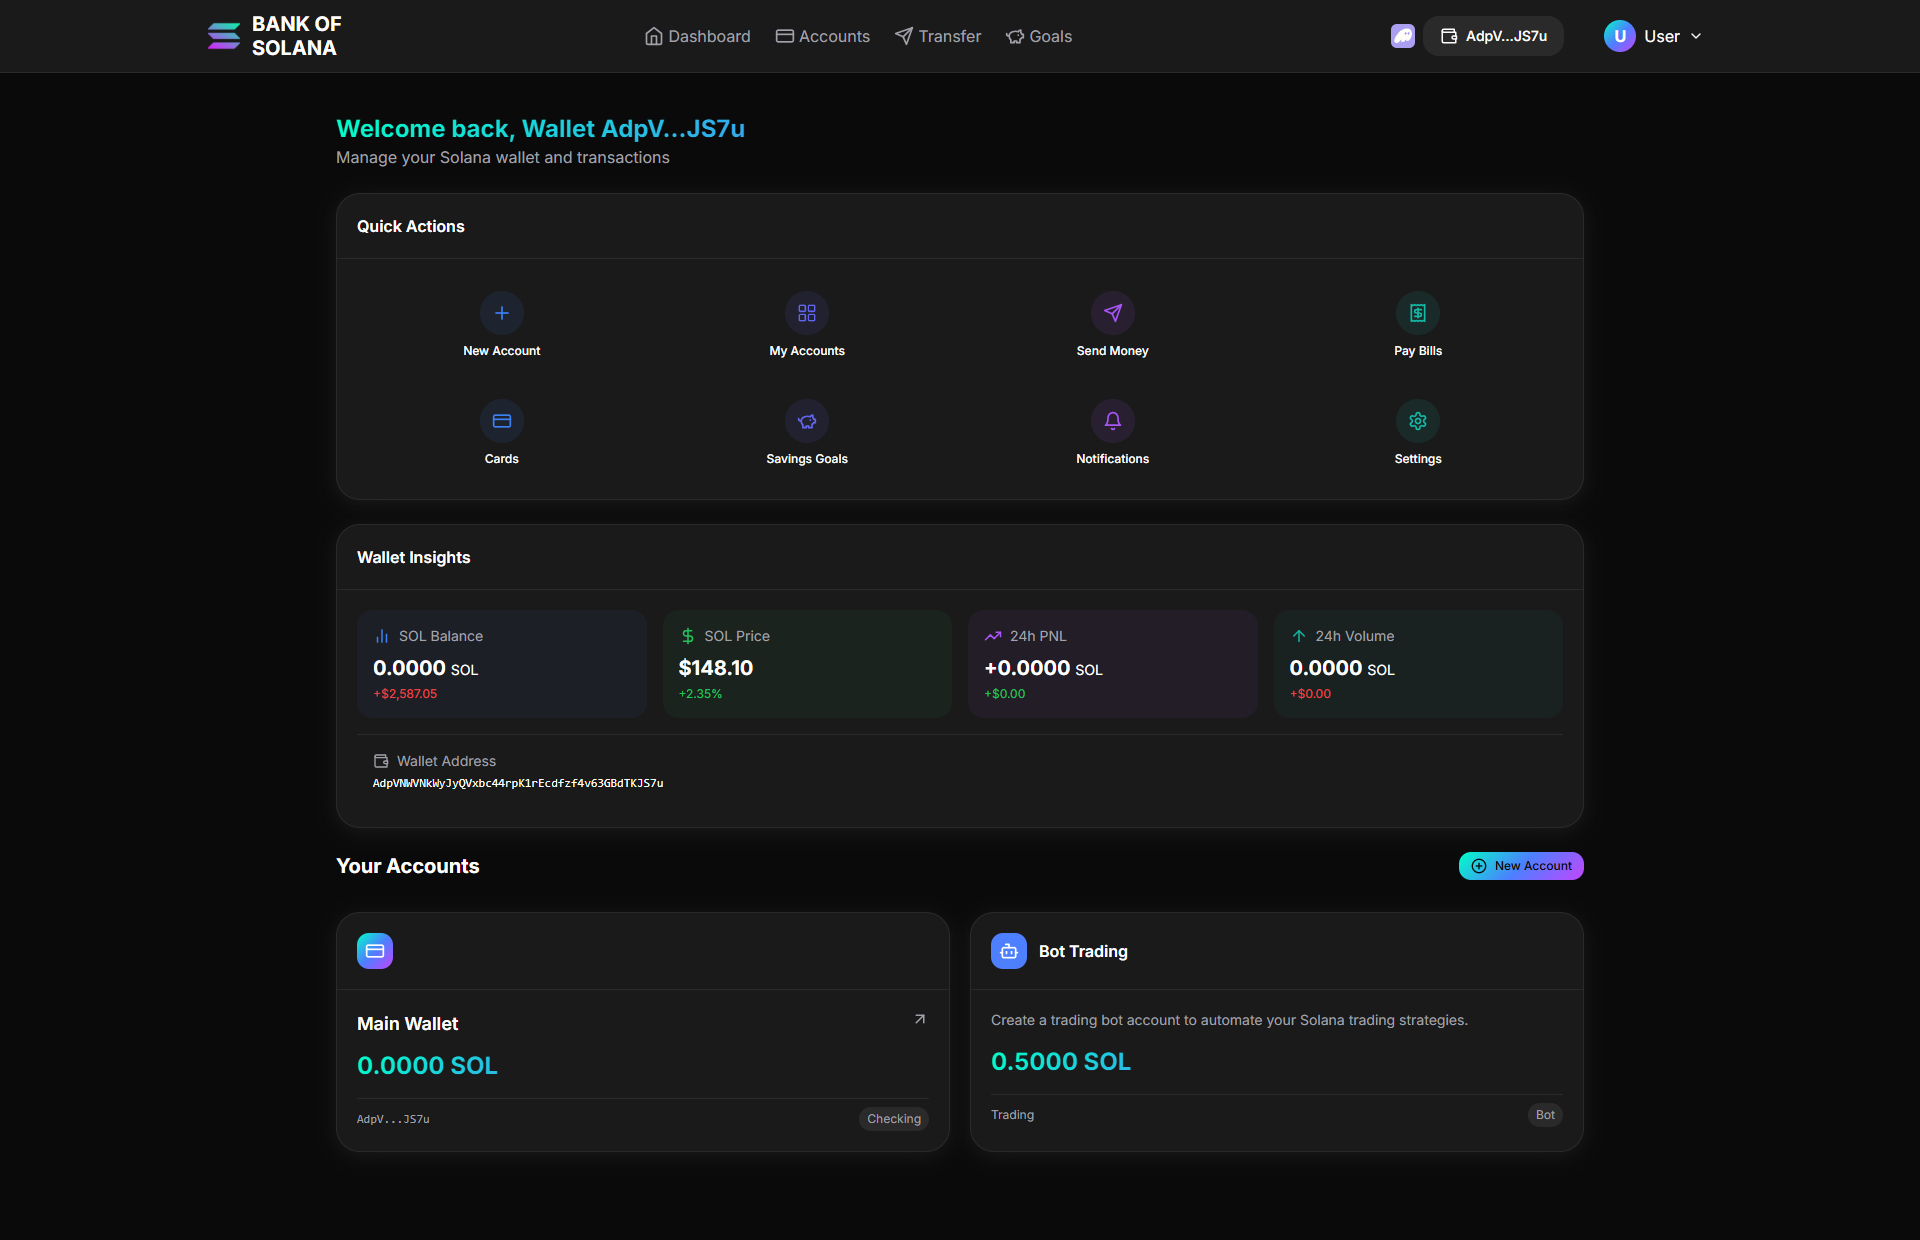 BANK OF
SOLANA
Dashboard
Accounts
Transfer
Goals
AdpV...JS7u
U
User
Welcome back, Wallet AdpV...JS7u
Manage your Solana wallet and transactions
Quick Actions
New Account
My Accounts
Send Money
Pay Bills
Cards
Savings Goals
Notifications
Settings
Wallet Insights
SOL Balance
0.0000 SOL
+$2,587.05
SOL Price
$148.10
+2.35%
24h PNL
+0.0000 SOL
+$0.00
24h Volume
0.0000 SOL
+$0.00
Wallet Address
AdpVNWVNkWyJyQVxbc44rpK1rEcdfzf4v63GBdTKJS7u
Your Accounts
New Account
Main Wallet
0.0000 SOL
AdpV...JS7u
Checking
Bot Trading
Create a trading bot account to automate your Solana trading strategies.
0.5000 SOL
Trading
Bot